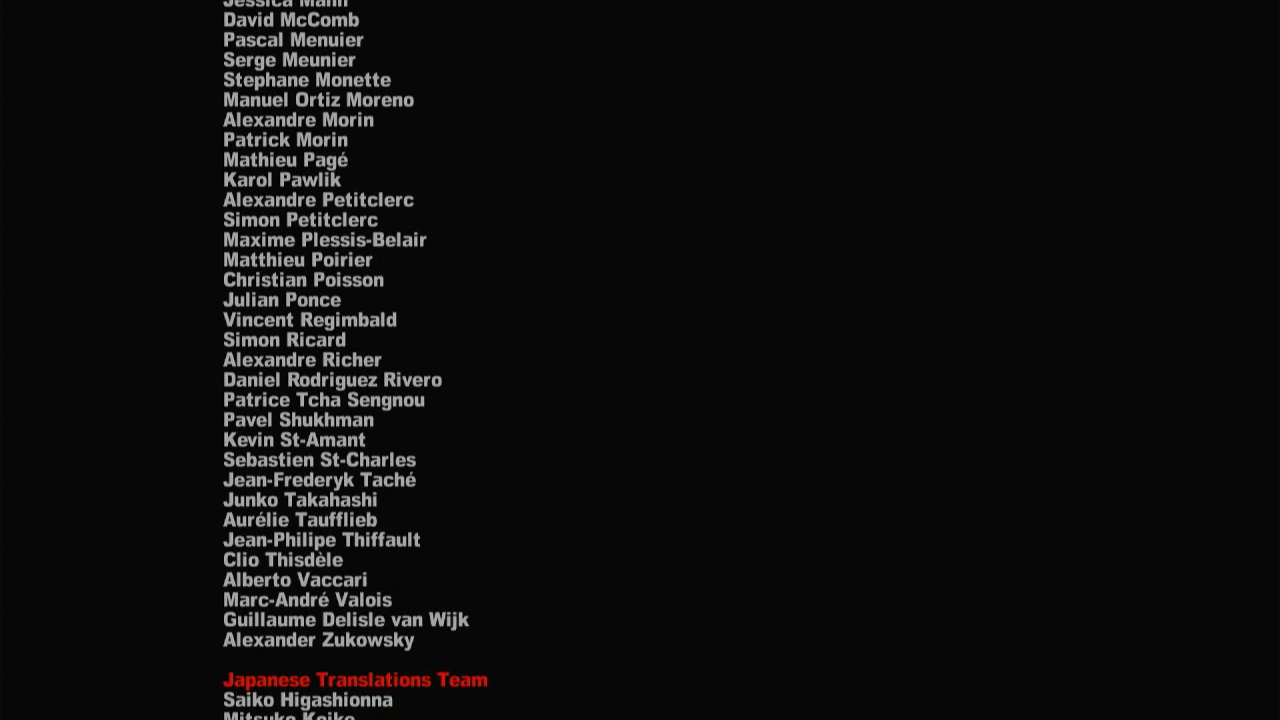 Jessica Mann
David McComb
Pascal Menuier
Serge Meunier
Stephane Monette
Manuel Ortiz Moreno
Alexandre Morin
Patrick Morin
Mathieu Pagé
Karol Pawlik
Alexandre Petitclerc
Simon Petitclerc
Maxime Plessis-Belair
Matthieu Poirier
Christian Poisson
Julian Ponce
Vincent Regimbald
Simon Ricard
Alexandre Richer
Daniel Rodriguez Rivero
Patrice Tcha Sengnou
Pavel Shukhman
Kevin St-Amant
Sebastien St-Charles
Jean-Frederyk Taché
Junko Takahashi
Aurélie Taufflieb
Jean-Philipe Thiffault
Clio Thisdèle
Alberto Vaccari
Marc-André Valois
Guillaume Delisle van Wijk
Alexander Zukowsky
Japanese Translations Team
Saiko Higashionna
Mitsuko Koike